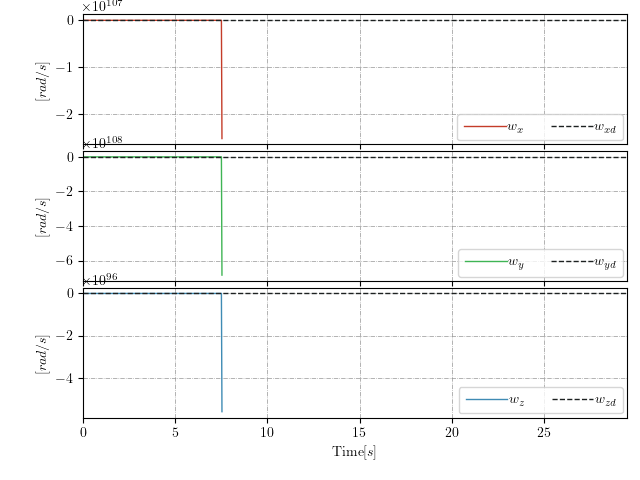 ×10^107
0
−1
−2
[rad/s]
w_x w_xd
×10^108
0
−2
−4
−6
[rad/s]
w_y w_yd
×10^96
0
−2
−4
[rad/s]
w_z w_zd
0 5 10 15 20 25
Time[s]